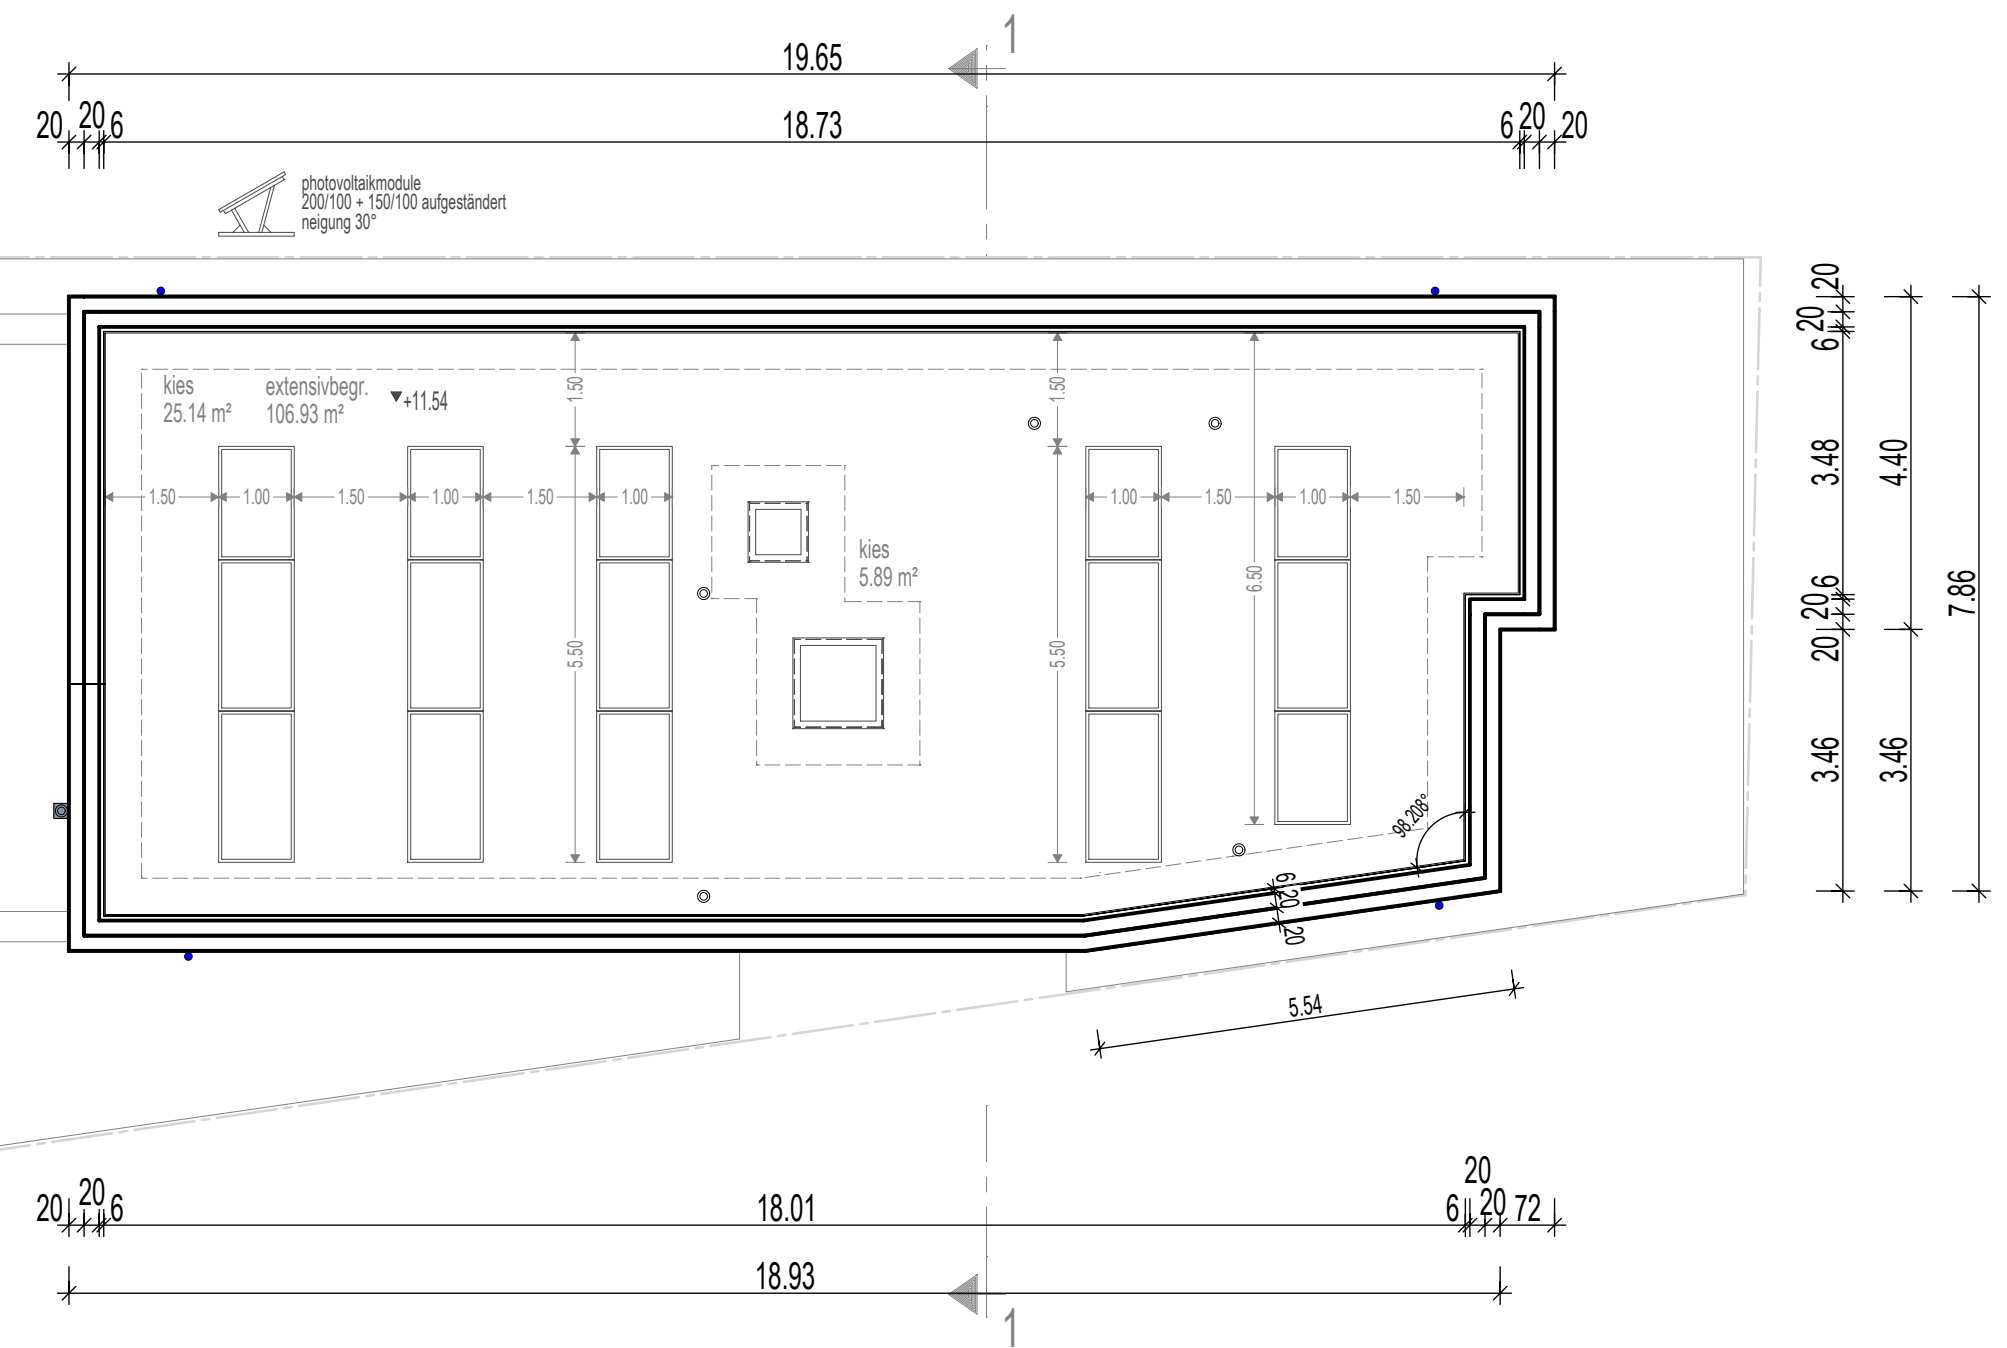 1
19.65
20 20 6 18.73 6 20 20
photovoltaikmodule
200/100 + 150/100 aufgeständert
neigung 30°
kies
25.14 m²
extensivbegr.
106.93 m²
+11.54
1.50
1.50
1.50 1.00 1.50 1.00 1.50 1.00 1.00 1.50 1.00 1.50
kies
5.89 m²
6.50
5.50
5.50
98.208°
6
20
20
5.54
20
20
6
3.48
4.40
6
20
20
7.86
3.46
3.46
20
20 20 6 18.01 6 20 72
18.93
1